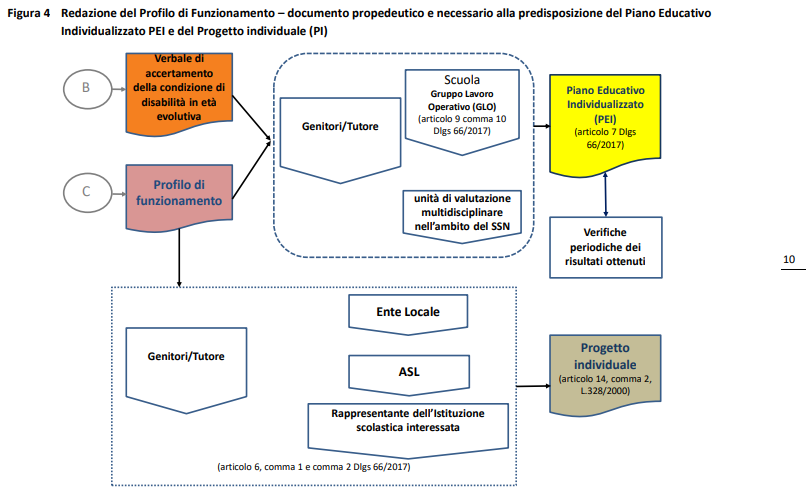 Figura 4 Redazione del Profilo di Funzionamento – documento propedeutico e necessario alla predisposizione del Piano Educativo
Individualizzato PEI e del Progetto individuale (PI)
B
Verbale di
accertamento
della condizione di
disabilità in età
evolutiva
C
Profilo di
funzionamento
Genitori/Tutore
Scuola
Gruppo Lavoro
Operativo (GLO)
(articolo 9 comma 10
Dlgs 66/2017)
unità di valutazione
multidisciplinare
nell’ambito del SSN
Piano Educativo
Individualizzato
(PEI)
(articolo 7 Dlgs
66/2017)
Verifiche
periodiche dei
risultati ottenuti
10
Genitori/Tutore
Ente Locale
ASL
Rappresentante dell’Istituzione
scolastica interessata
(articolo 6, comma 1 e comma 2 Dlgs 66/2017)
Progetto
individuale
(articolo 14, comma 2,
L.328/2000)